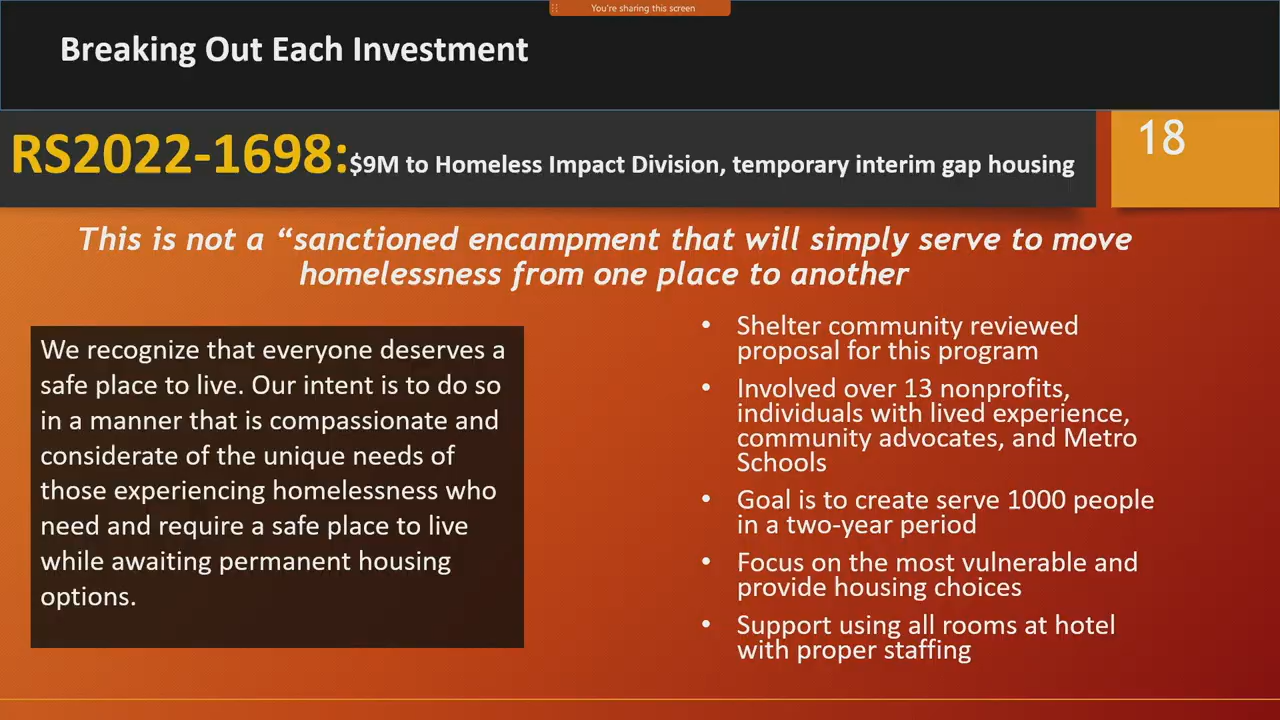 You're sharing this screen
Breaking Out Each Investment
RS2022-1698:$9M to Homeless Impact Division, temporary interim gap housing
18
This is not a “sanctioned encampment that will simply serve to move
homelessness from one place to another
We recognize that everyone deserves a
safe place to live. Our intent is to do so
in a manner that is compassionate and
considerate of the unique needs of
those experiencing homelessness who
need and require a safe place to live
while awaiting permanent housing
options.
• Shelter community reviewed
proposal for this program
• Involved over 13 nonprofits,
individuals with lived experience,
community advocates, and Metro
Schools
• Goal is to create serve 1000 people
in a two-year period
• Focus on the most vulnerable and
provide housing choices
• Support using all rooms at hotel
with proper staffing